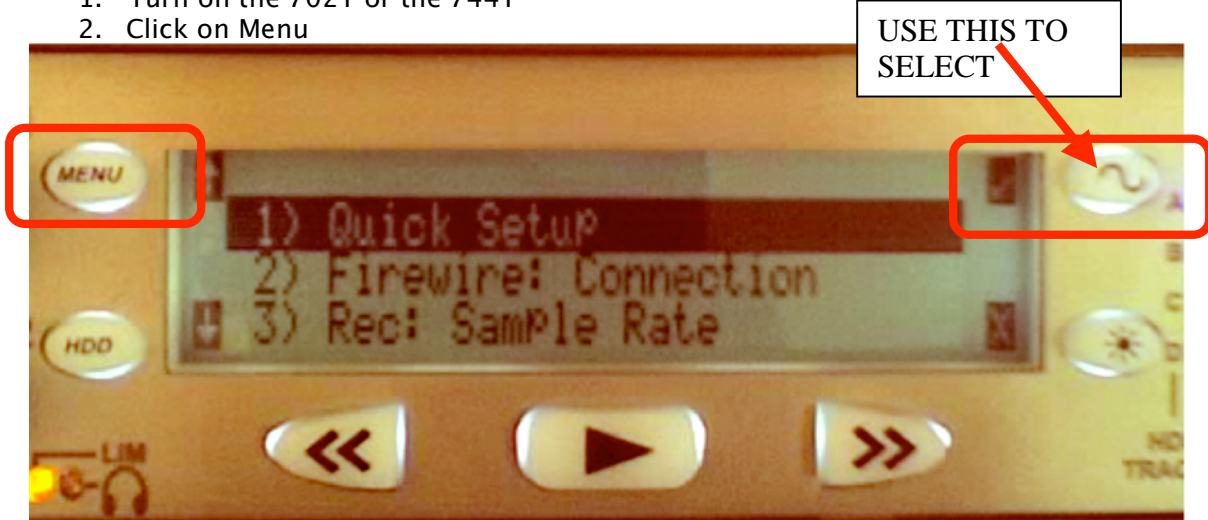 2. Click on Menu
USE THIS TO
SELECT
MENU
1) Quick Setup
2) Firewire: Connection
3) Rec: Sample Rate
HDD
A
B
C
D
LIM